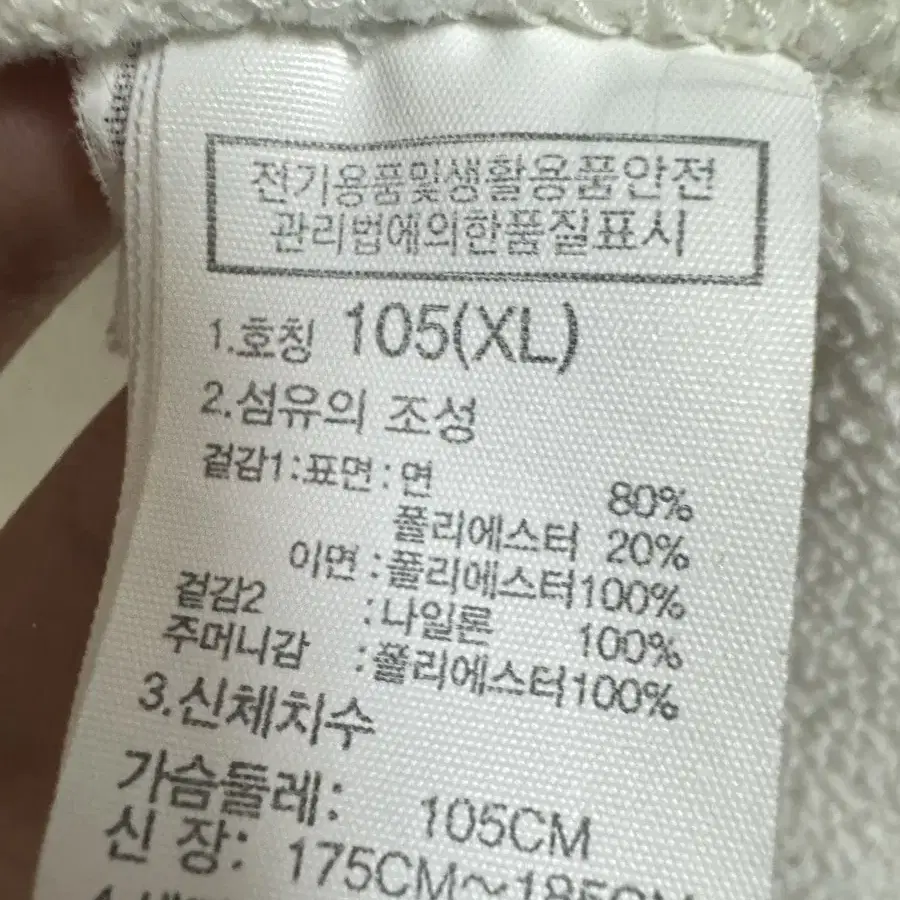 전기용품및생활용품안전
관리법에의한품질표시
1.호칭 105(XL)
2.섬유의 조성
겉감1:표면:면 80%
폴리에스터 20%
이면:폴리에스터100%
겉감2 :나일론 100%
주머니감 :폴리에스터100%
3.신체치수
가슴둘레: 105CM
신 장: 175CM~185CM